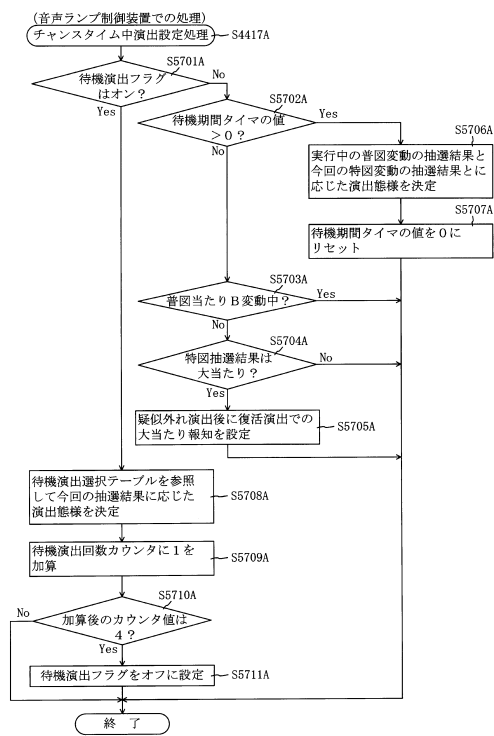 (音声ランプ制御装置での処理)
チャンスタイム中演出設定処理
S4417A
S5701A
待機演出フラグ
はオン?
No
Yes
S5702A
待機期間タイマの値
>0?
Yes
No
S5706A
実行中の普図変動の抽選結果と
今回の特図変動の抽選結果とに
応じた演出態様を決定
S5707A
待機期間タイマの値を0に
リセット
S5703A
普図当たりB変動中?
Yes
No
S5704A
特図抽選結果は
大当たり?
No
Yes
疑似外れ演出後に復活演出での
大当たり報知を設定
S5705A
待機演出選択テーブルを参照
して今回の抽選結果に応じた
演出態様を決定
S5708A
待機演出回数カウンタに1を
加算
S5709A
S5710A
加算後のカウンタ値は
4?
No
Yes
待機演出フラグをオフに設定
S5711A
終 了